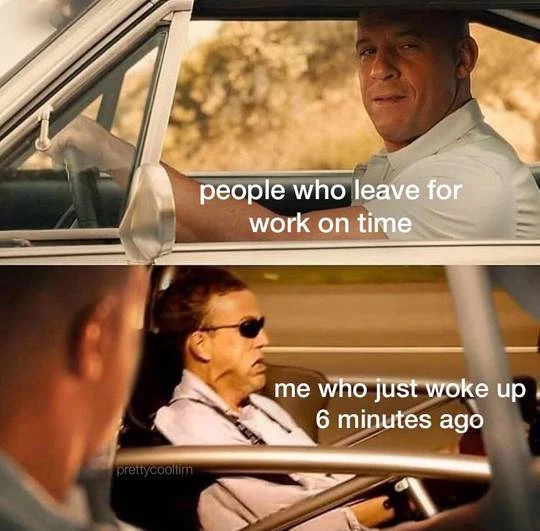 people who leave for
work on time
me who just woke up
6 minutes ago
prettycooltim